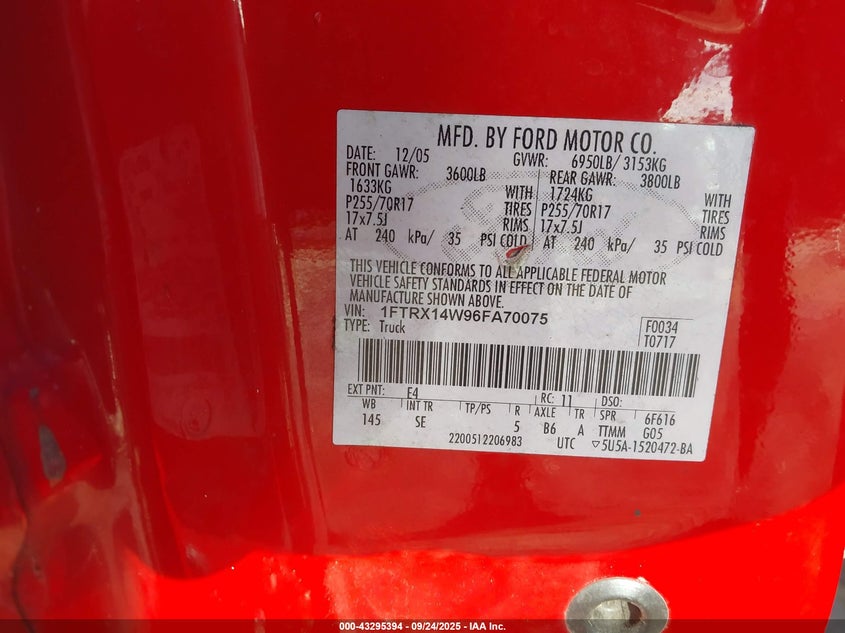 MFD. BY FORD MOTOR CO.
DATE: 12/05 GVWR: 6950LB/ 3153KG
FRONT GAWR: 3600LB REAR GAWR: 3800LB
1633KG WITH 1724KG WITH
P255/70R17 TIRES P255/70R17 TIRES
17x7.5J RIMS 17x7.5J RIMS
AT 240 kPa/ 35 PSI COLD AT 240 kPa/ 35 PSI COLD
THIS VEHICLE CONFORMS TO ALL APPLICABLE FEDERAL MOTOR
VEHICLE SAFETY STANDARDS IN EFFECT ON THE DATE OF
MANUFACTURE SHOWN ABOVE.
VIN: 1FTRX14W96FA70075 F0034
TYPE: Truck T0717
EXT PNT: E4 RC: 11 DSO:
WB INT TR TP/PS R AXLE TR SPR 6F616
145 SE 5 B6 A TTMM G05
2200512206983 UTC ▽5U5A-1520472-BA
000-43295394 - 09/24/2025 - IAA Inc.